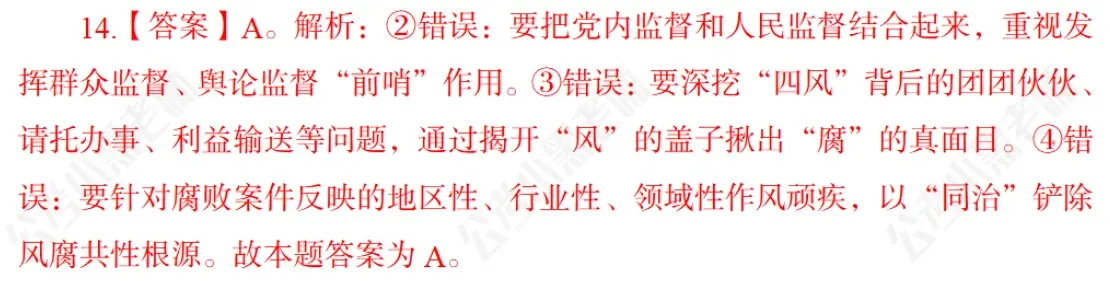 14.【答案】A。解析：②错误：要把党内监督和人民监督结合起来，重视发
挥群众监督、舆论监督“前哨”作用。③错误：要深挖“四风”背后的团团伙伙、
请托办事、利益输送等问题，通过揭开“风”的盖子揪出“腐”的真面目。④错
误：要针对腐败案件反映的地区性、行业性、领域性作风顽疾，以“同治”铲除
风腐共性根源。故本题答案为 A。